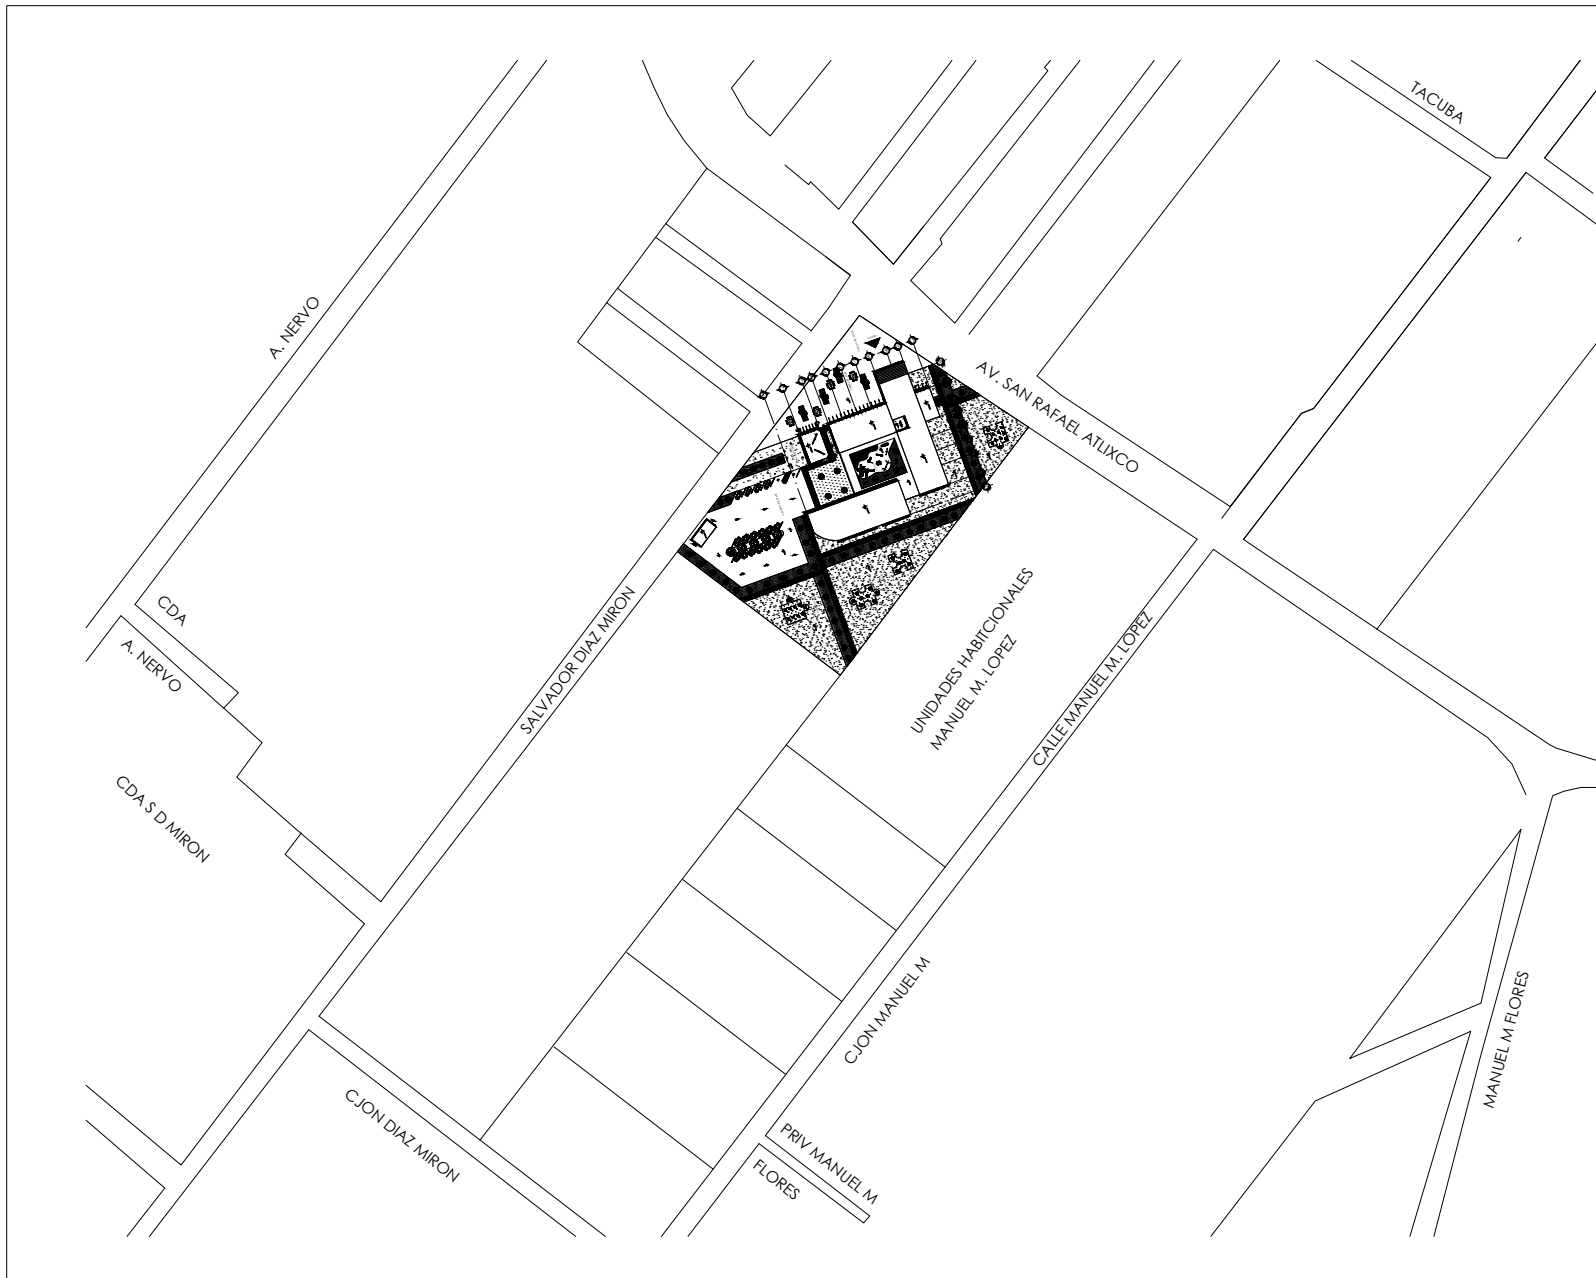 TACUBA
A. NERVO
AV. SAN RAFAEL ATLIXCO
CDA
A. NERVO
SALVADOR DIAZ MIRON
UNIDADES HABITCIONALES
MANUEL M. LOPEZ
CALLE MANUEL M. LOPEZ
CDA S D MIRON
CJON MANUEL M
MANUEL M FLORES
CJON DIAZ MIRON
PRIV MANUEL M
FLORES